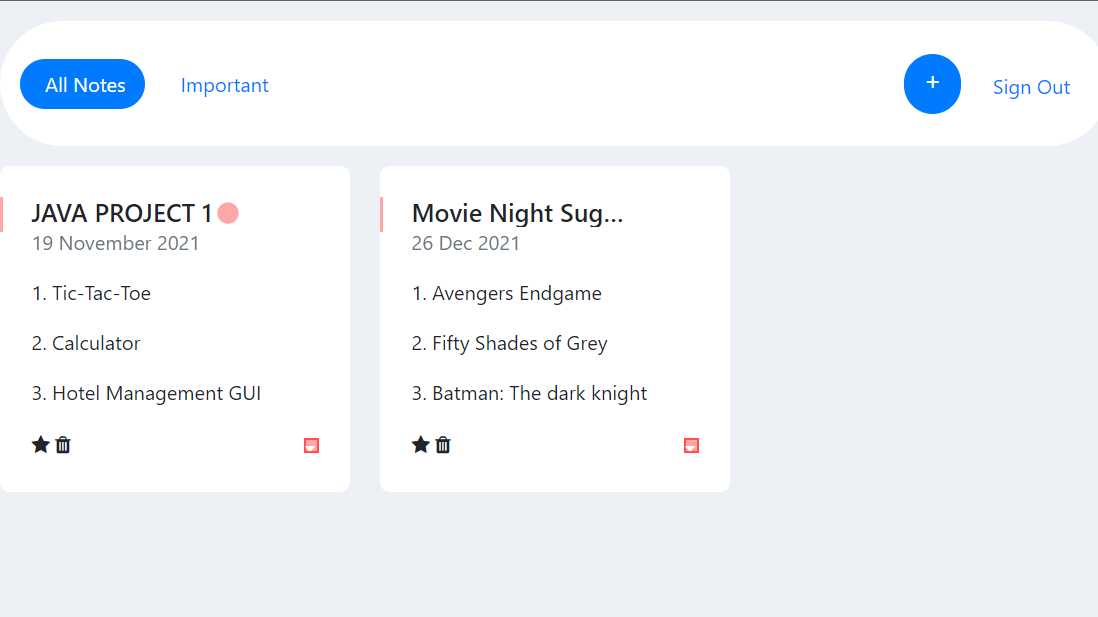 All Notes
Important
+
Sign Out
JAVA PROJECT 1
19 November 2021
1. Tic-Tac-Toe
2. Calculator
3. Hotel Management GUI
Movie Night Sug...
26 Dec 2021
1. Avengers Endgame
2. Fifty Shades of Grey
3. Batman: The dark knight